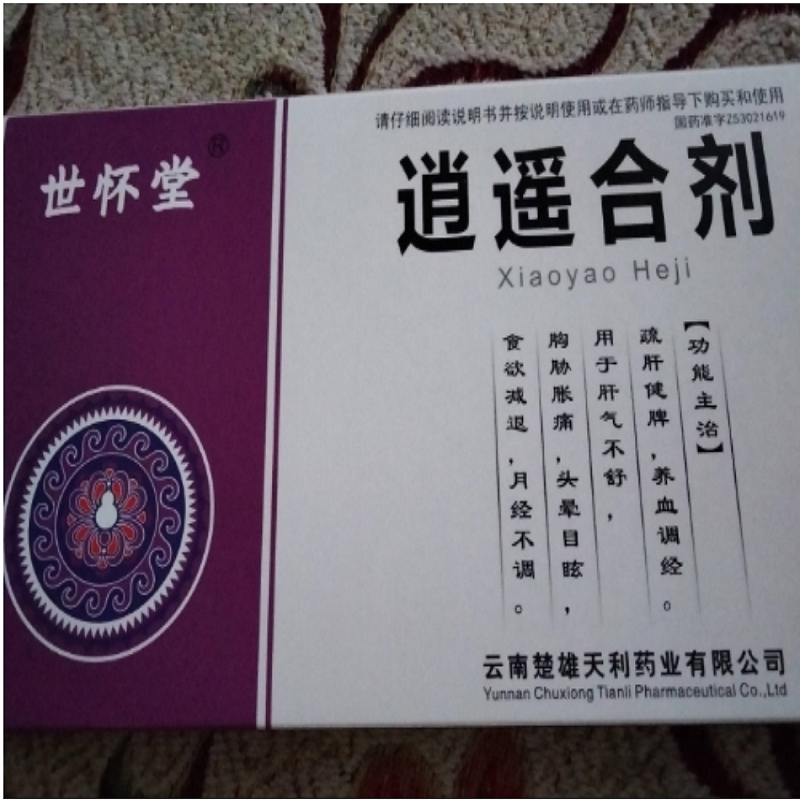 世怀堂®
请仔细阅读说明书并按说明使用或在药师指导下购买和使用
国药准字Z53021619
逍遥合剂
Xiaoyao Heji
【功能主治】
疏肝健脾，养血调经。
用于肝气不舒，
胸胁胀痛，头晕目眩，
食欲减退，月经不调。
云南楚雄天利药业有限公司
Yunnan Chuxiong Tianli Pharmaceutical Co.,Ltd